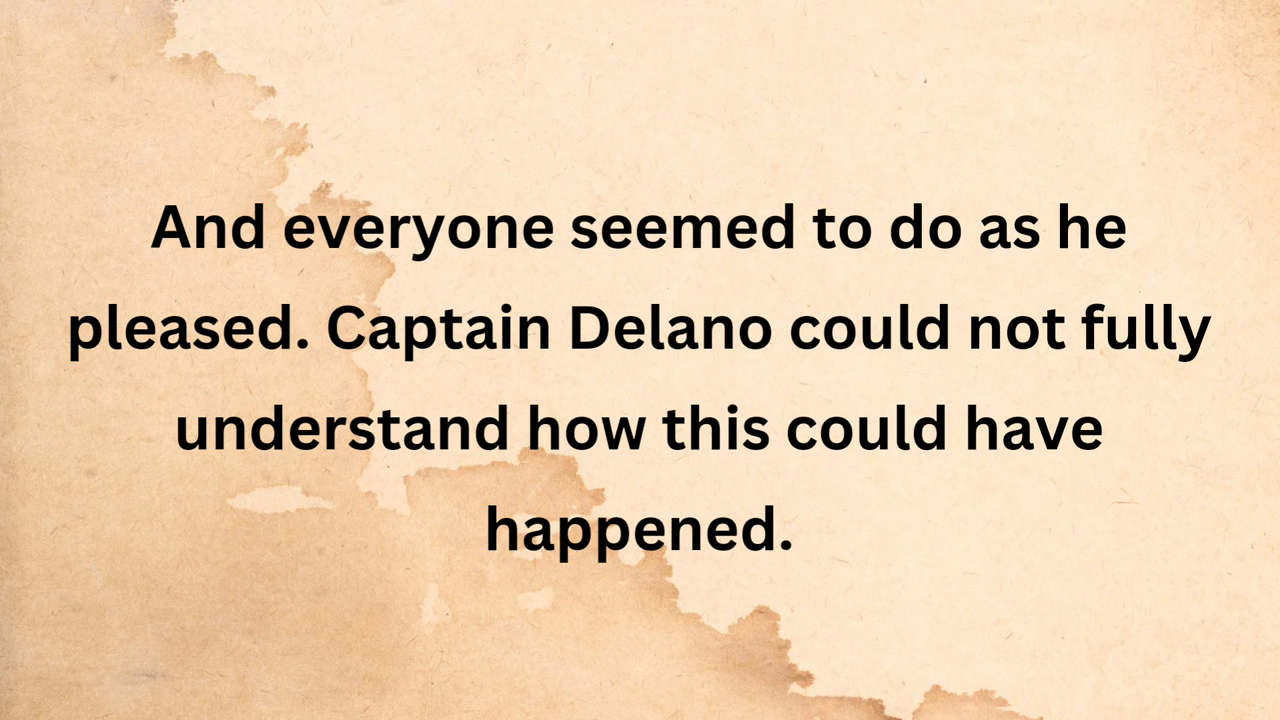 And everyone seemed to do as he
pleased. Captain Delano could not fully
understand how this could have
happened.